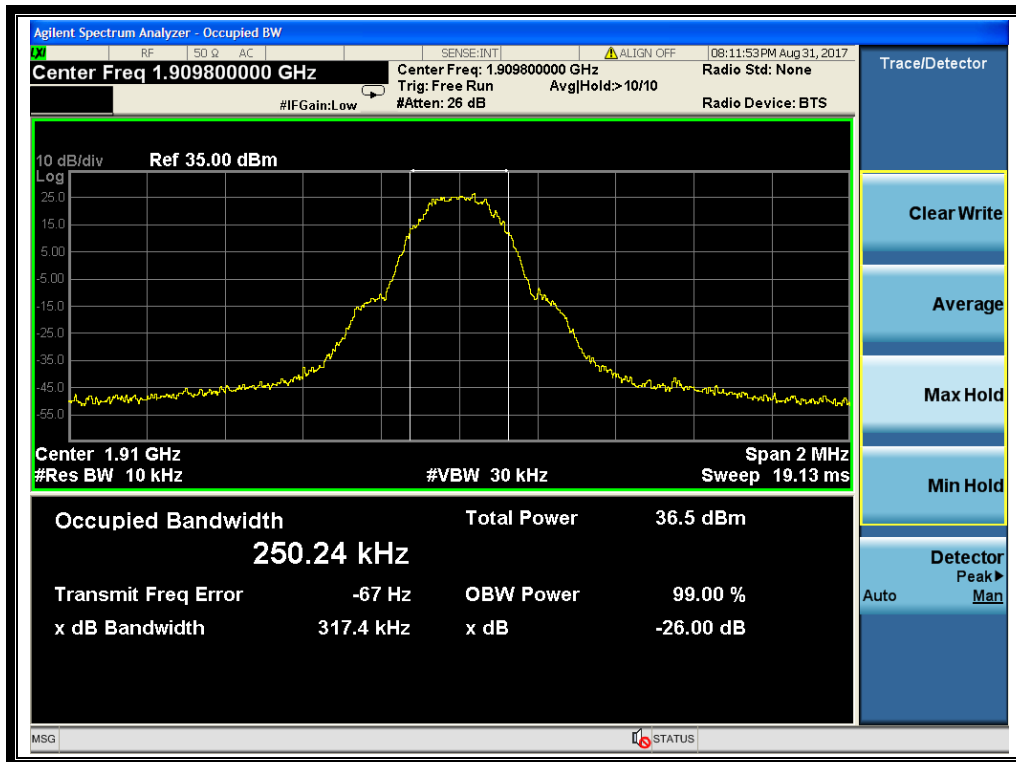 Agilent Spectrum Analyzer - Occupied BW
LXI RF 50 Ω AC SENSE:INT ALIGN OFF 08:11:53 PM Aug 31, 2017
Center Freq 1.909800000 GHz
#IFGain:Low
Center Freq: 1.909800000 GHz
Trig: Free Run Avg|Hold:>10/10
#Atten: 26 dB
Radio Std: None
Radio Device: BTS
10 dB/div Ref 35.00 dBm
Log
25.0
15.0
5.00
-5.00
-15.0
-25.0
-35.0
-45.0
-55.0
Center 1.91 GHz Span 2 MHz
#Res BW 10 kHz #VBW 30 kHz Sweep 19.13 ms
Occupied Bandwidth Total Power 36.5 dBm
250.24 kHz
Transmit Freq Error -67 Hz OBW Power 99.00 %
x dB Bandwidth 317.4 kHz x dB -26.00 dB
MSG STATUS
Trace/Detector
Clear Write
Average
Max Hold
Min Hold
Detector
Peak▶
Auto Man